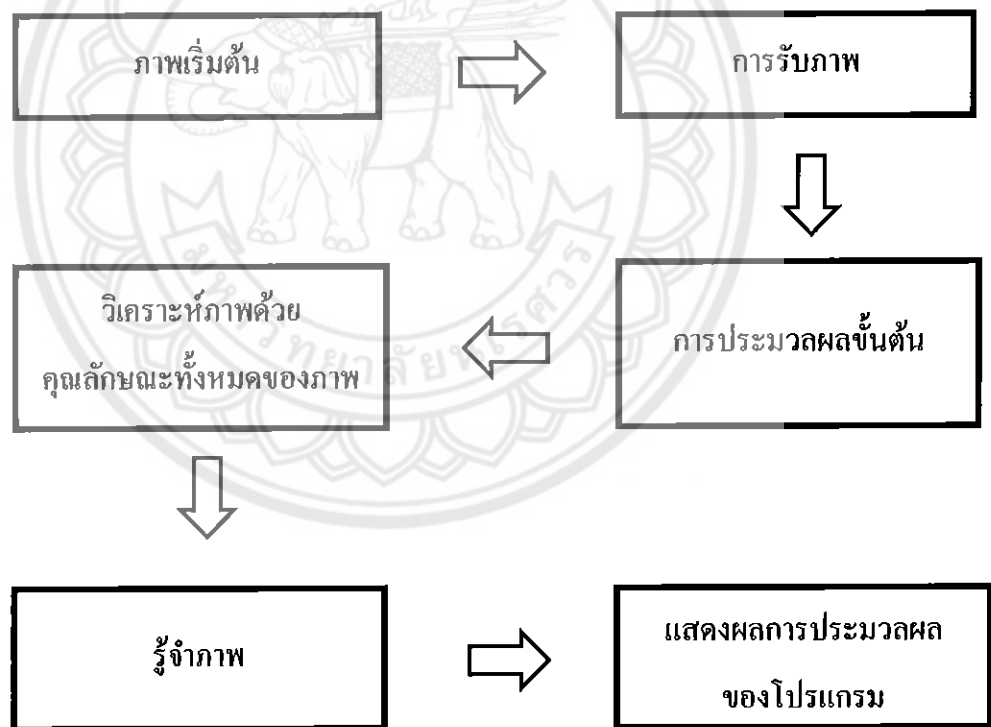 ภาพเริ่มต้น
การรับภาพ
การประมวลผลขั้นต้น
วิเคราะห์ภาพด้วย
คุณลักษณะทั้งหมดของภาพ
รู้จำภาพ
แสดงผลการประมวลผล
ของโปรแกรม